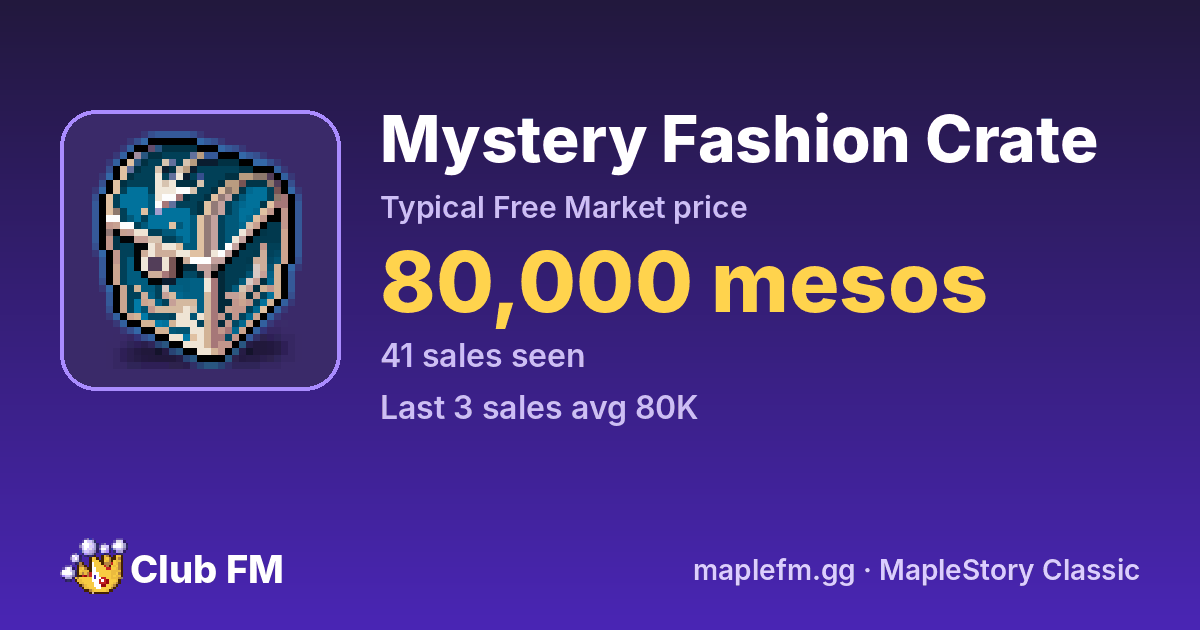 Mystery Fashion Crate
Typical Free Market price
80,000 mesos
41 sales seen
Last 3 sales avg 80K
Club FM
maplefm.gg · MapleStory Classic